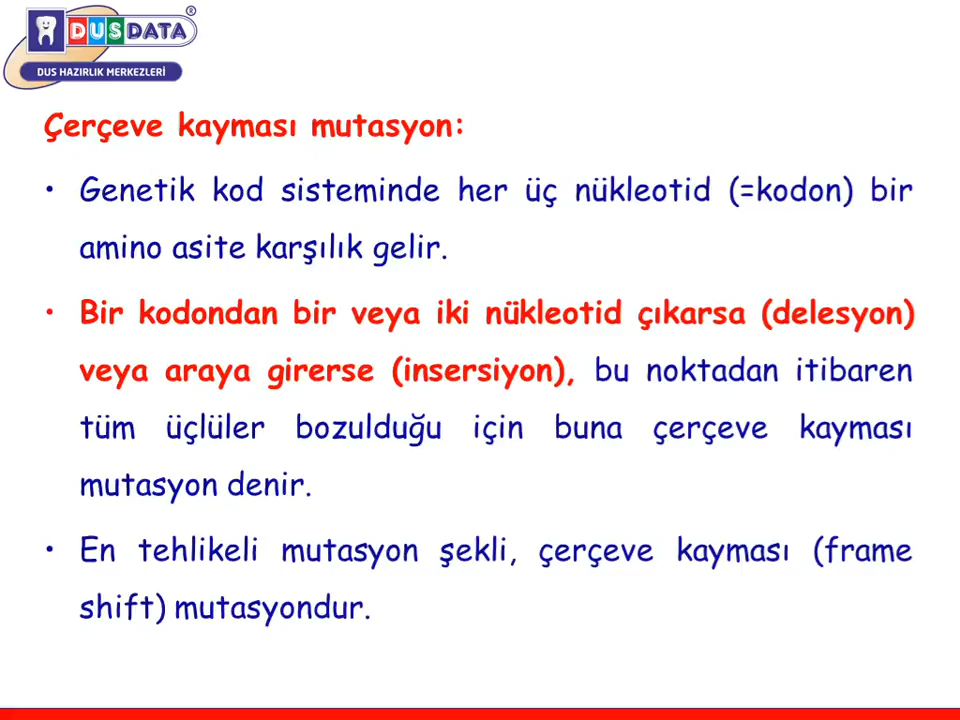 DUSDATA®
DUS HAZIRLIK MERKEZLERİ
Çerçeve kayması mutasyon:
• Genetik kod sisteminde her üç nükleotid (=kodon) bir
amino asite karşılık gelir.
• Bir kodondan bir veya iki nükleotid çıkarsa (delesyon)
veya araya girerse (insersiyon), bu noktadan itibaren
tüm üçlüler bozulduğu için buna çerçeve kayması
mutasyon denir.
• En tehlikeli mutasyon şekli, çerçeve kayması (frame
shift) mutasyondur.